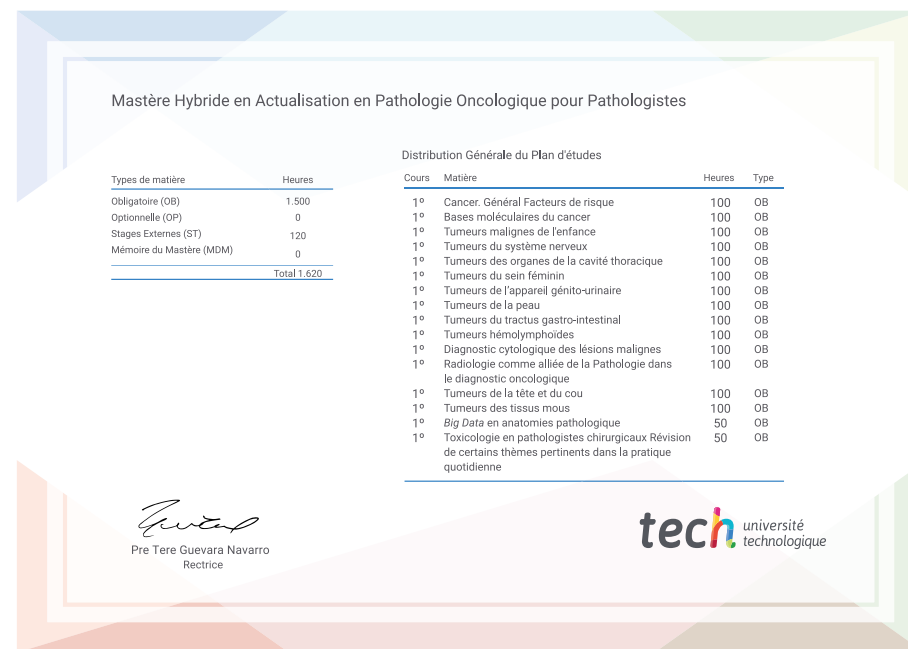 Mastère Hybride en Actualisation en Pathologie Oncologique pour Pathologistes
Types de matière Heures
Obligatoire (OB) 1.500
Optionnelle (OP) 0
Stages Externes (ST) 120
Mémoire du Mastère (MDM) 0
Total 1.620
Distribution Générale du Plan d'études
Cours Matière Heures Type
1º Cancer. Général Facteurs de risque 100 OB
1º Bases moléculaires du cancer 100 OB
1º Tumeurs malignes de l'enfance 100 OB
1º Tumeurs du système nerveux 100 OB
1º Tumeurs des organes de la cavité thoracique 100 OB
1º Tumeurs du sein féminin 100 OB
1º Tumeurs de l'appareil génito-urinaire 100 OB
1º Tumeurs de la peau 100 OB
1º Tumeurs du tractus gastro-intestinal 100 OB
1º Tumeurs hémolymphoïdes 100 OB
1º Diagnostic cytologique des lésions malignes 100 OB
1º Radiologie comme alliée de la Pathologie dans 100 OB
le diagnostic oncologique
1º Tumeurs de la tête et du cou 100 OB
1º Tumeurs des tissus mous 100 OB
1º Big Data en anatomies pathologique 50 OB
1º Toxicologie en pathologistes chirurgicaux Révision 50 OB
de certains thèmes pertinents dans la pratique
quotidienne
Pre Tere Guevara Navarro
Rectrice
tech université
technologique